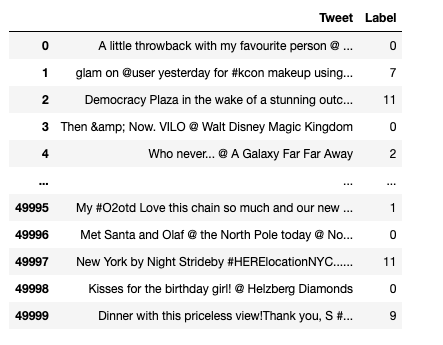 Tweet Label
0 A little throwback with my favourite person @ ... 0
1 glam on @user yesterday for #kcon makeup using... 7
2 Democracy Plaza in the wake of a stunning outc... 11
3 Then &amp; Now. VILO @ Walt Disney Magic Kingdom 0
4 Who never... @ A Galaxy Far Far Away 2
... ... ...
49995 My #O2otd Love this chain so much and our new ... 1
49996 Met Santa and Olaf @ the North Pole today @ No... 0
49997 New York by Night Strideby #HERElocationNYC...... 11
49998 Kisses for the birthday girl! @ Helzberg Diamonds 0
49999 Dinner with this priceless view!Thank you, S #... 9